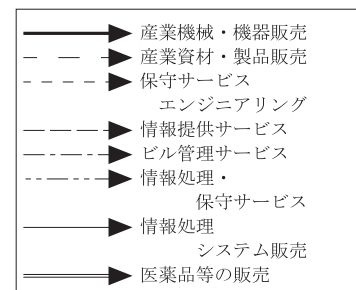 産業機械・機器販売
産業資材・製品販売
保守サービス
エンジニアリング
情報提供サービス
ビル管理サービス
情報処理・
保守サービス
情報処理
システム販売
医薬品等の販売